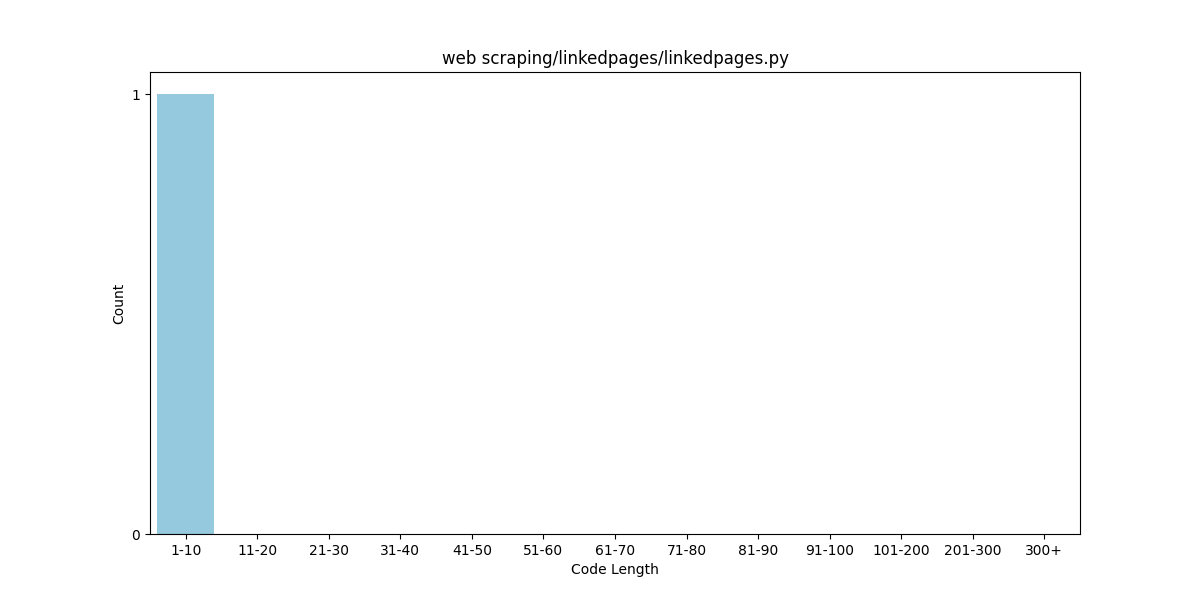 web scraping/linkedpages/linkedpages.py
1
Count
0
1-10 11-20 21-30 31-40 41-50 51-60 61-70 71-80 81-90 91-100 101-200 201-300 300+
Code Length